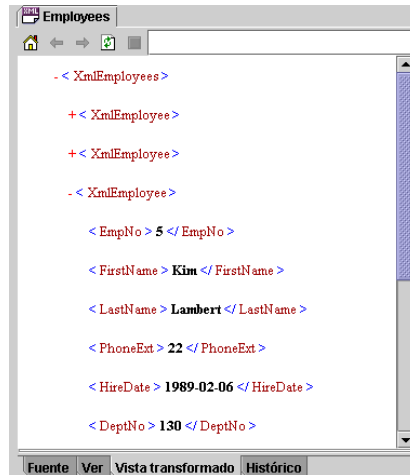 XML Employees
- < XmlEmployees >
+ < XmlEmployee >
+ < XmlEmployee >
- < XmlEmployee >
< EmpNo > 5 </ EmpNo >
< FirstName > Kim </ FirstName >
< LastName > Lambert </ LastName >
< PhoneExt > 22 </ PhoneExt >
< HireDate > 1989-02-06 </ HireDate >
< DeptNo > 130 </ DeptNo >
Fuente Ver Vista transformado Histórico